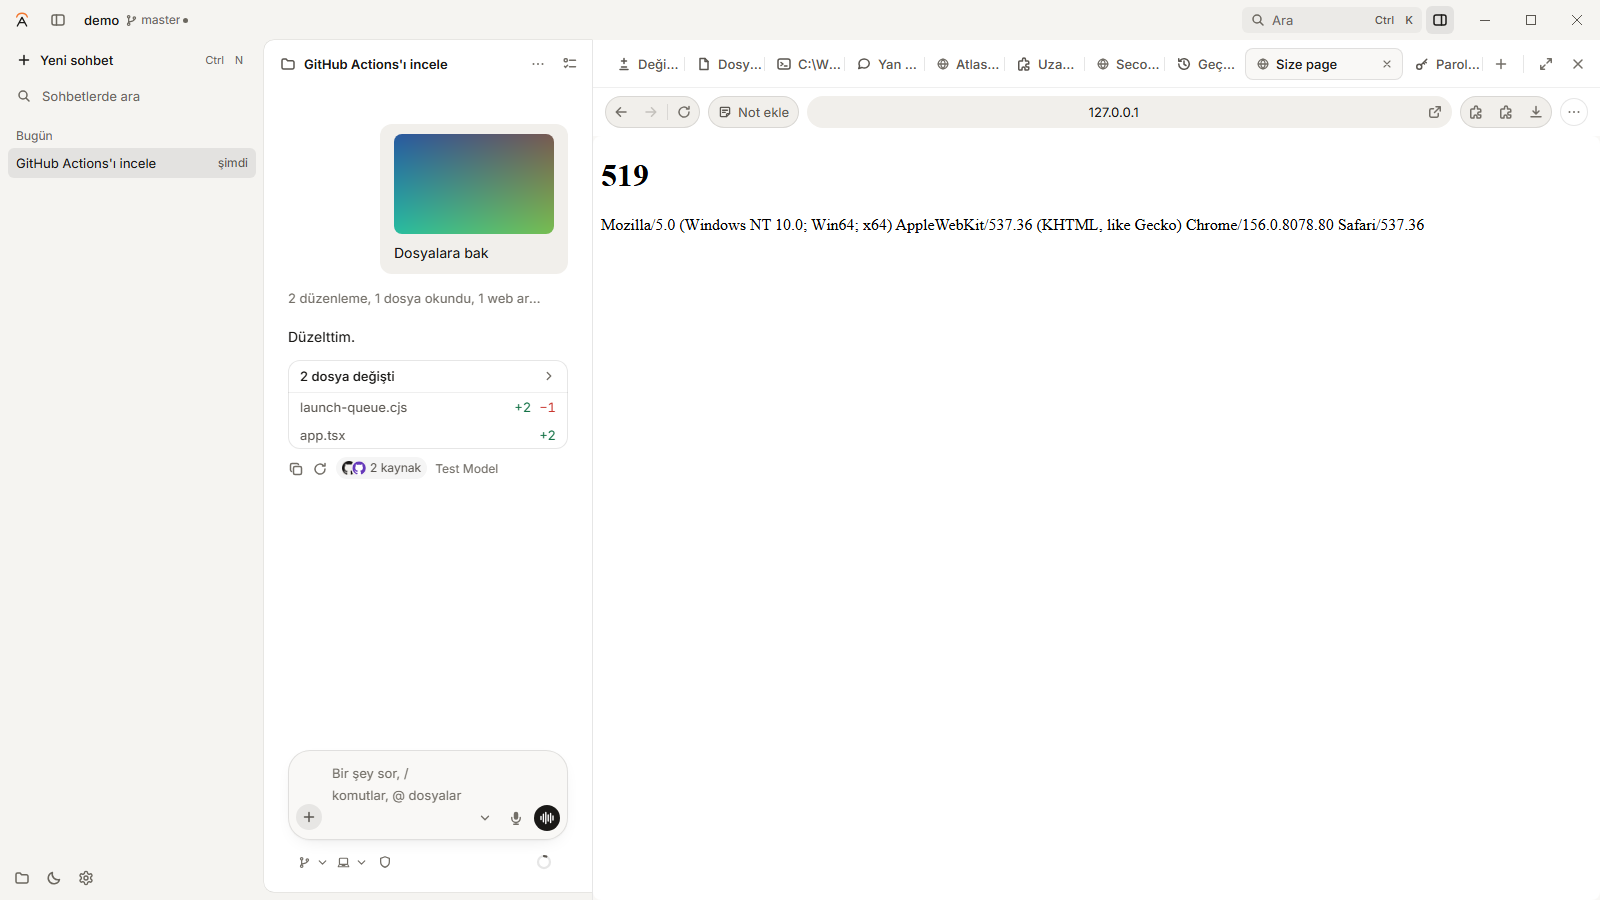 demo master
Ara Ctrl K
Yeni sohbet Ctrl N
Sohbetlerde ara
Bugün
GitHub Actions'ı incele şimdi
GitHub Actions'ı incele
Dosyalara bak
2 düzenleme, 1 dosya okundu, 1 web ar...
Düzelttim.
2 dosya değişti
launch-queue.cjs +2 −1
app.tsx +2
2 kaynak Test Model
Bir şey sor, /
komutlar, @ dosyalar
Deği... Dosy... C:\W... Yan ... Atlas... Uza... Seco... Geç... Size page Parol...
Not ekle 127.0.0.1
519
Mozilla/5.0 (Windows NT 10.0; Win64; x64) AppleWebKit/537.36 (KHTML, like Gecko) Chrome/156.0.8078.80 Safari/537.36